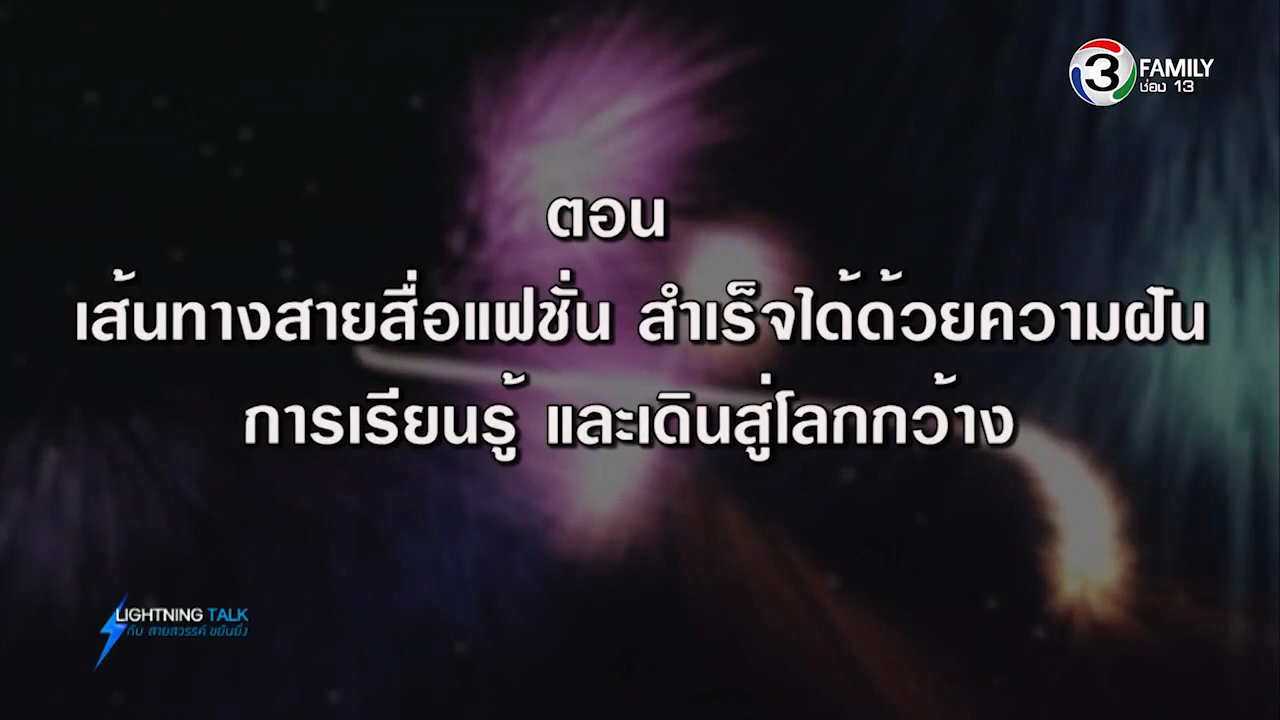 3 FAMILY
ช่อง 13
ตอน
เส้นทางสายสื่อแฟชั่น สำเร็จได้ด้วยความฝัน
การเรียนรู้ และเดินสู่โลกกว้าง
LIGHTNING TALK
กับ สายสวรรค์ ขยันยิ่ง